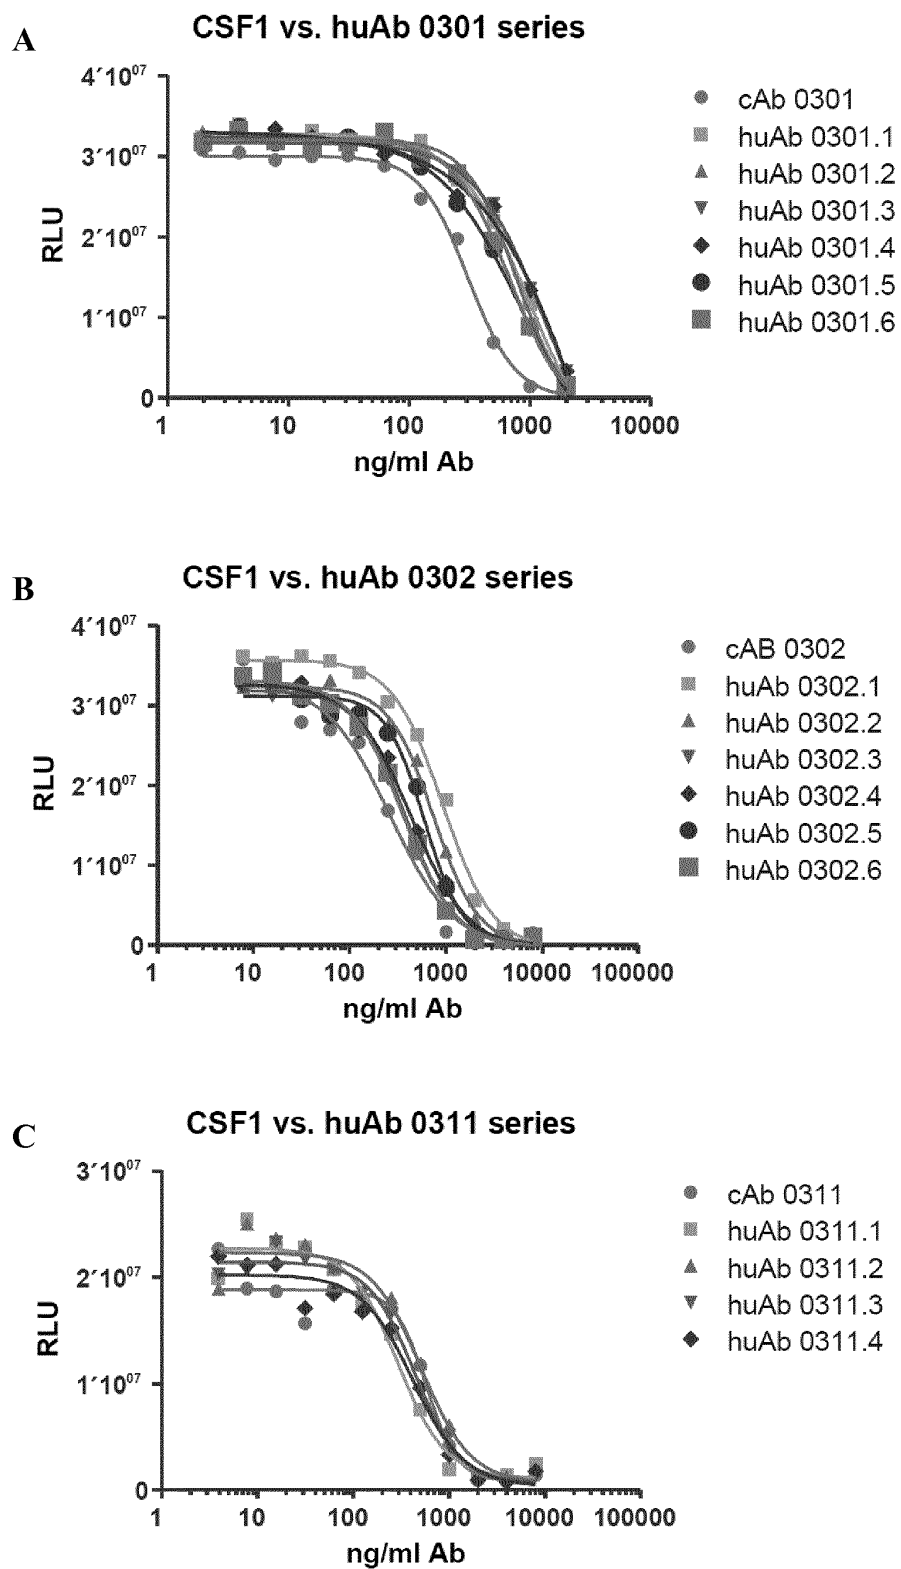 A
CSF1 vs. huAb 0301 series
4´10⁰⁷
3´10⁰⁷
2´10⁰⁷
1´10⁰⁷
0
RLU
1 10 100 1000 10000
ng/ml Ab
cAb 0301
huAb 0301.1
huAb 0301.2
huAb 0301.3
huAb 0301.4
huAb 0301.5
huAb 0301.6
B
CSF1 vs. huAb 0302 series
4´10⁰⁷
3´10⁰⁷
2´10⁰⁷
1´10⁰⁷
0
RLU
1 10 100 1000 10000 100000
ng/ml Ab
cAB 0302
huAb 0302.1
huAb 0302.2
huAb 0302.3
huAb 0302.4
huAb 0302.5
huAb 0302.6
C
CSF1 vs. huAb 0311 series
3´10⁰⁷
2´10⁰⁷
1´10⁰⁷
0
RLU
1 10 100 1000 10000 100000
ng/ml Ab
cAb 0311
huAb 0311.1
huAb 0311.2
huAb 0311.3
huAb 0311.4